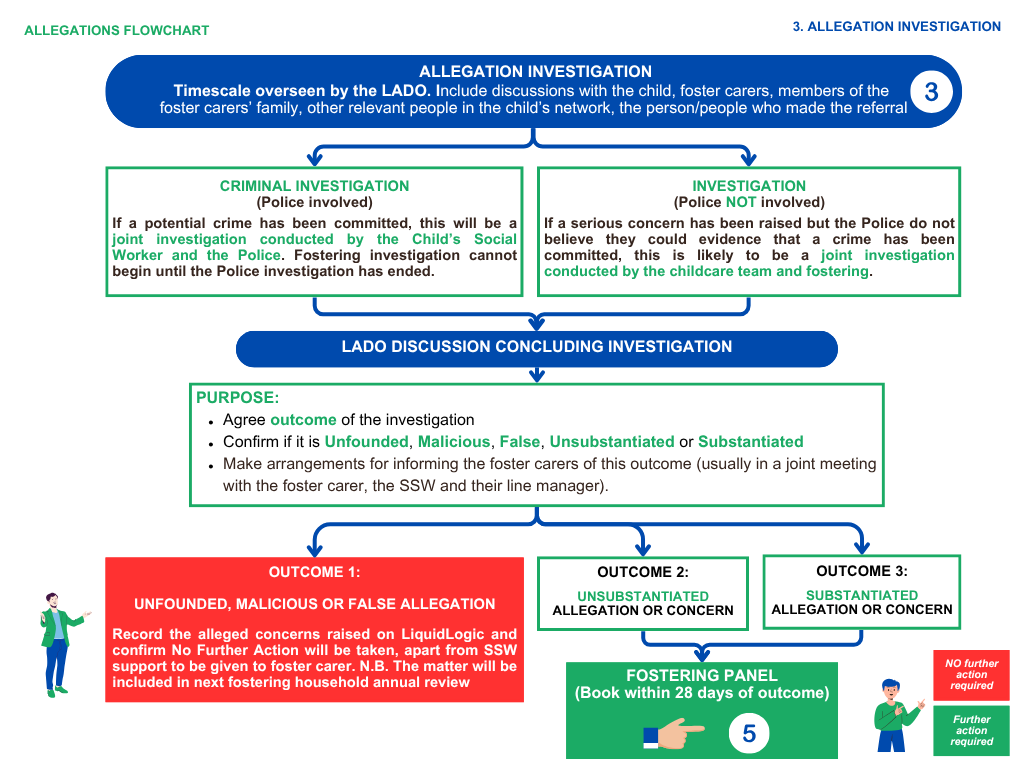 ALLEGATIONS FLOWCHART
3. ALLEGATION INVESTIGATION
ALLEGATION INVESTIGATION
Timescale overseen by the LADO. Include discussions with the child, foster carers, members of the
foster carers' family, other relevant people in the child's network, the person/people who made the referral
3
CRIMINAL INVESTIGATION
(Police involved)
If a potential crime has been committed, this will be a
joint investigation conducted by the Child's Social
Worker and the Police. Fostering investigation cannot
begin until the Police investigation has ended.
INVESTIGATION
(Police NOT involved)
If a serious concern has been raised but the Police do not
believe they could evidence that a crime has been
committed, this is likely to be a joint investigation
conducted by the childcare team and fostering.
LADO DISCUSSION CONCLUDING INVESTIGATION
PURPOSE:
• Agree outcome of the investigation
• Confirm if it is Unfounded, Malicious, False, Unsubstantiated or Substantiated
• Make arrangements for informing the foster carers of this outcome (usually in a joint meeting
with the foster carer, the SSW and their line manager).
OUTCOME 1:
UNFOUNDED, MALICIOUS OR FALSE ALLEGATION
Record the alleged concerns raised on LiquidLogic and
confirm No Further Action will be taken, apart from SSW
support to be given to foster carer. N.B. The matter will be
included in next fostering household annual review
OUTCOME 2:
UNSUBSTANTIATED
ALLEGATION OR CONCERN
OUTCOME 3:
SUBSTANTIATED
ALLEGATION OR CONCERN
FOSTERING PANEL
(Book within 28 days of outcome)
5
NO further
action
required
Further
action
required